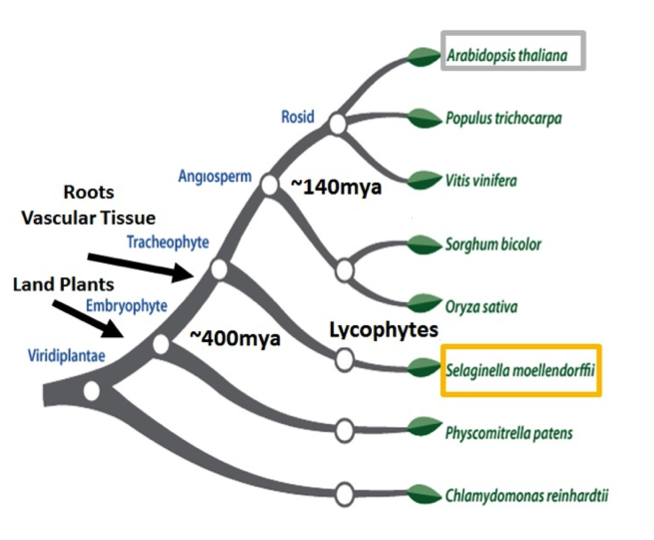 Arabidopsis thaliana
Rosid
Populus trichocarpa
Angiosperm
~140mya
Vitis vinifera
Roots
Vascular Tissue
Tracheophyte
Sorghum bicolor
Land Plants
Embryophyte
Oryza sativa
~400mya
Lycophytes
Viridiplantae
Selaginella moellendorffii
Physcomitrella patens
Chlamydomonas reinhardtii